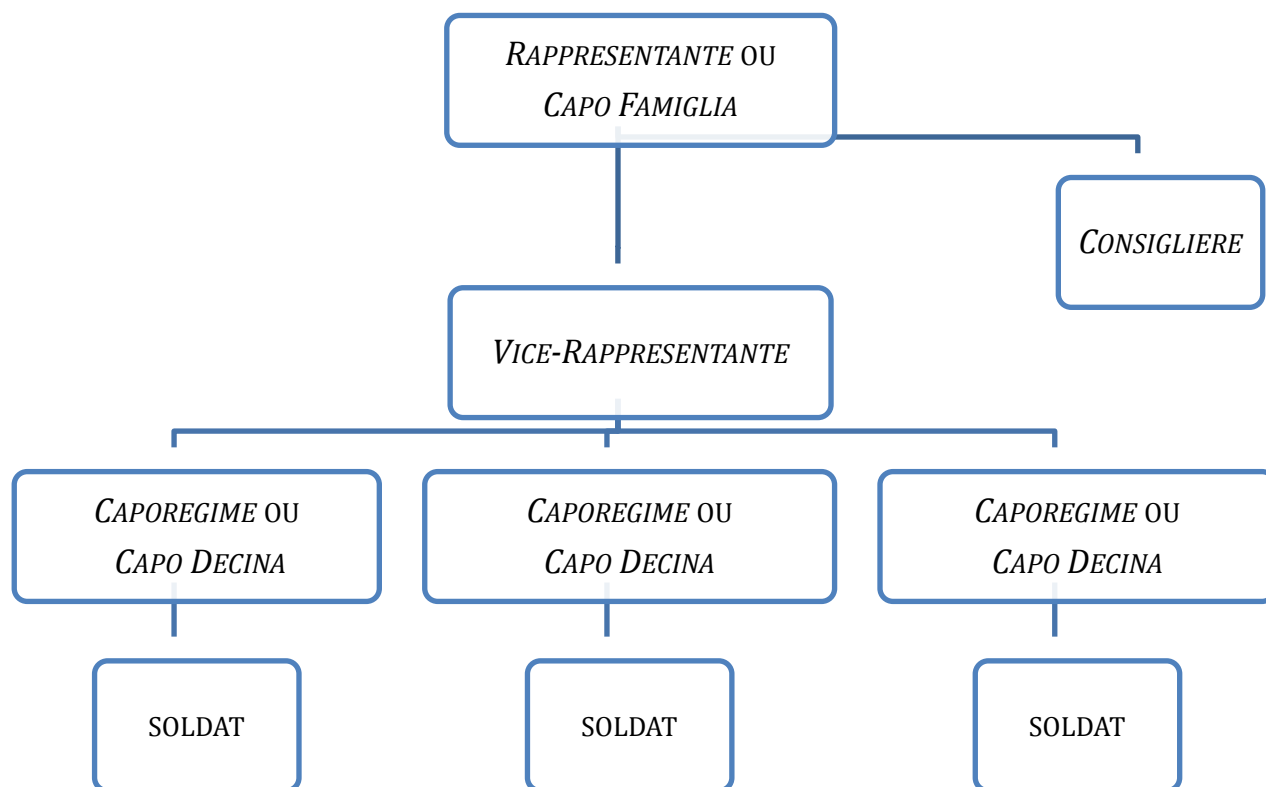 RAPPRESENTANTE OU
CAPO FAMIGLIA
CONSIGLIERE
VICE-RAPPRESENTANTE
CAPOREGIME OU
CAPO DECINA
CAPOREGIME OU
CAPO DECINA
CAPOREGIME OU
CAPO DECINA
SOLDAT
SOLDAT
SOLDAT